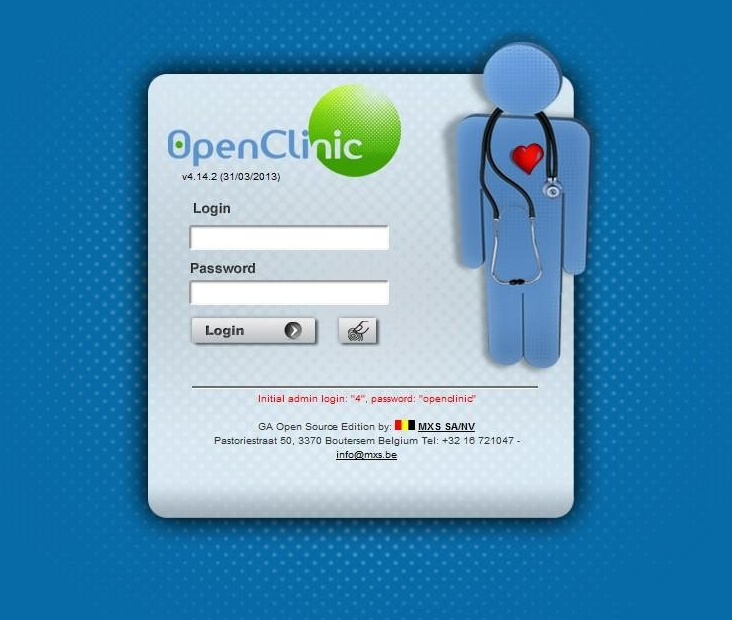 OpenClinic
v4.14.2 (31/03/2013)
Login
Password
Login
Initial admin login: "4", password: "openclinic"
GA Open Source Edition by: MXS SA/NV
Pastoriestraat 50, 3370 Boutersem Belgium Tel: +32 16 721047 -
info@mxs.be